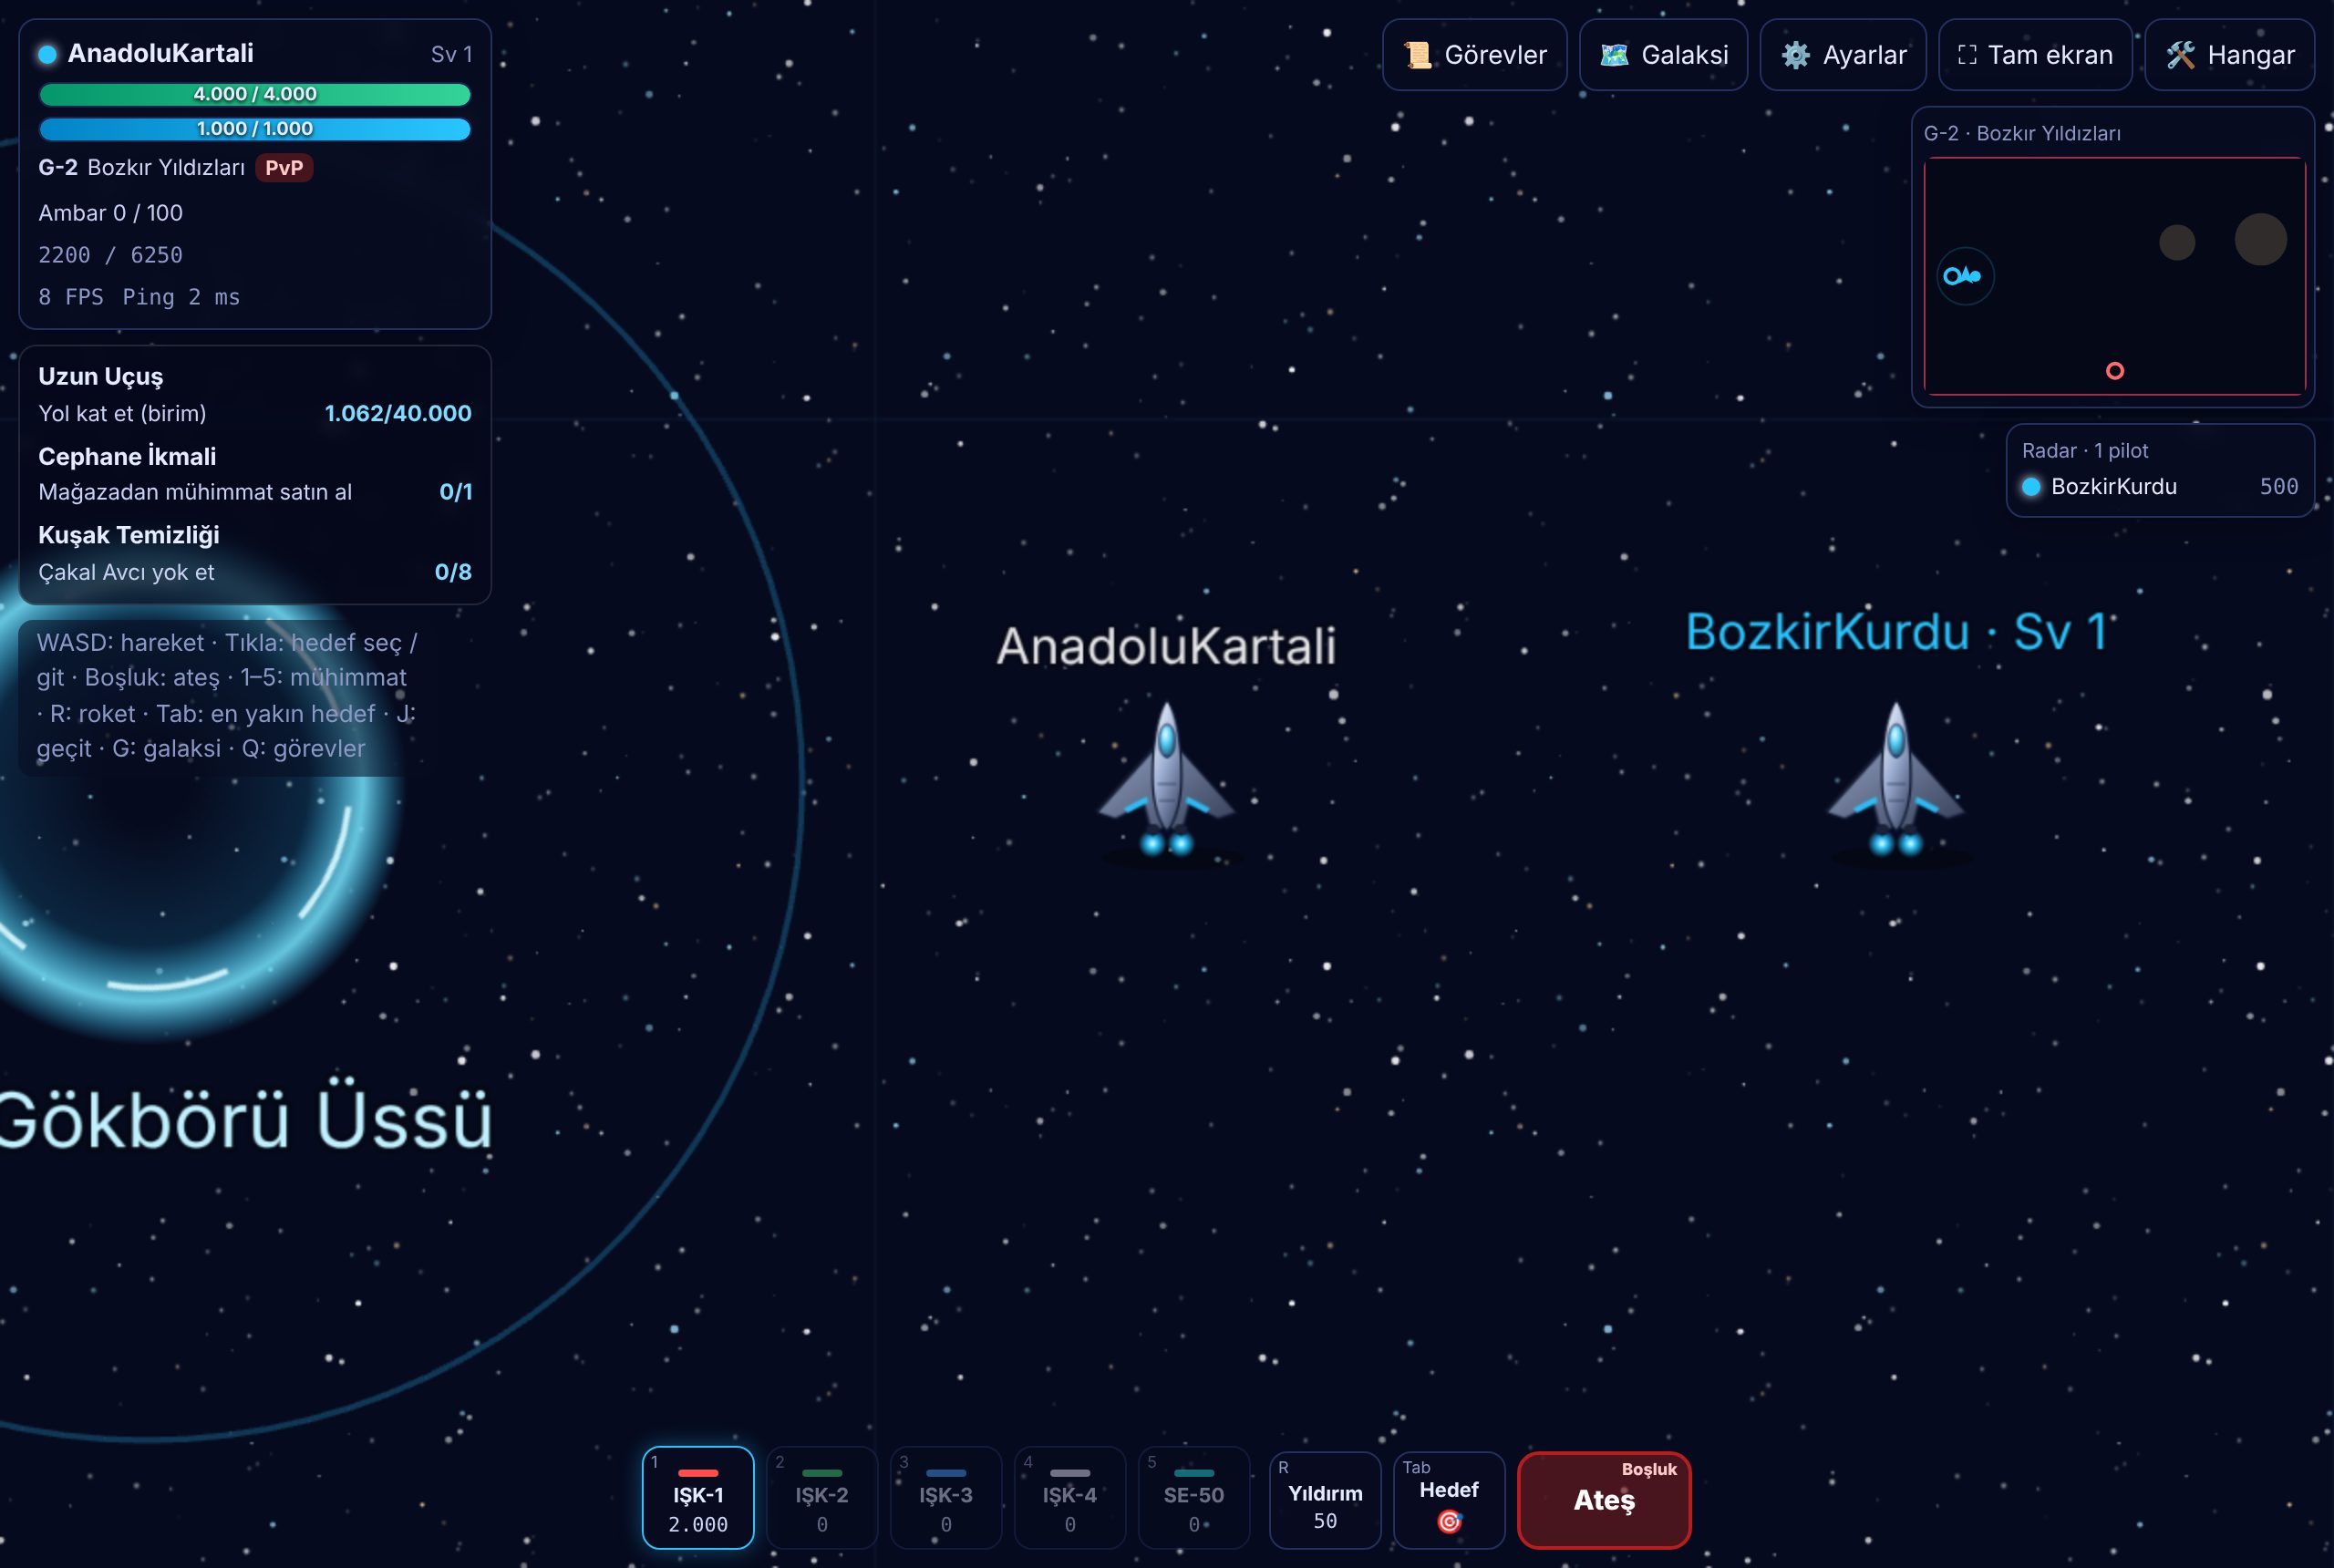 AnadoluKartali Sv 1
4.000 / 4.000
1.000 / 1.000
G-2 Bozkır Yıldızları PvP
Ambar 0 / 100
2200 / 6250
8 FPS Ping 2 ms
Uzun Uçuş
Yol kat et (birim) 1.062/40.000
Cephane İkmali
Mağazadan mühimmat satın al 0/1
Kuşak Temizliği
Çakal Avcı yok et 0/8
WASD: hareket · Tıkla: hedef seç /
git · Boşluk: ateş · 1–5: mühimmat
· R: roket · Tab: en yakın hedef · J:
geçit · G: galaksi · Q: görevler
Görevler
Galaksi
Ayarlar
Tam ekran
Hangar
G-2 · Bozkır Yıldızları
Radar · 1 pilot
BozkirKurdu 500
AnadoluKartali
BozkirKurdu · Sv 1
Gökbörü Üssü
1
IŞK-1
2.000
2
IŞK-2
0
3
IŞK-3
0
4
IŞK-4
0
5
SE-50
0
R
Yıldırım
50
Tab
Hedef
Boşluk
Ateş